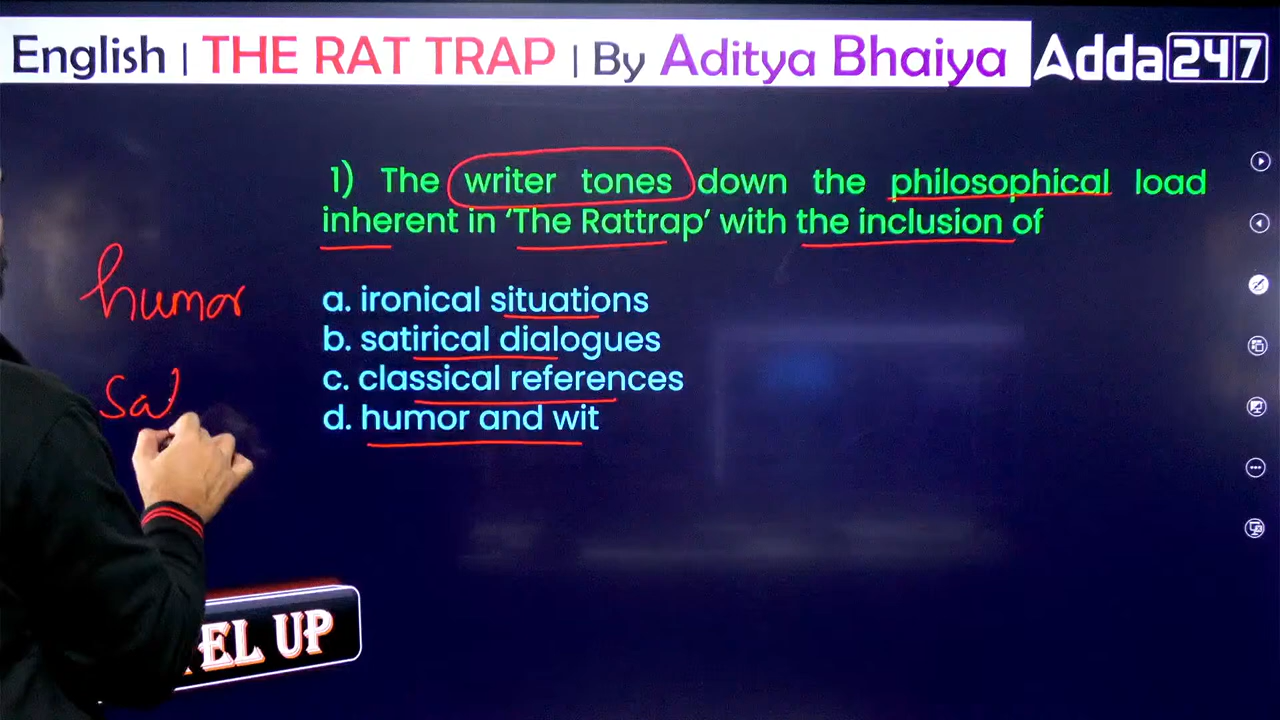 English | THE RAT TRAP | By Aditya Bhaiya
Adda247
1) The writer tones down the philosophical load
inherent in ‘The Rattrap’ with the inclusion of
a. ironical situations
b. satirical dialogues
c. classical references
d. humor and wit
humor
Sat
EL UP